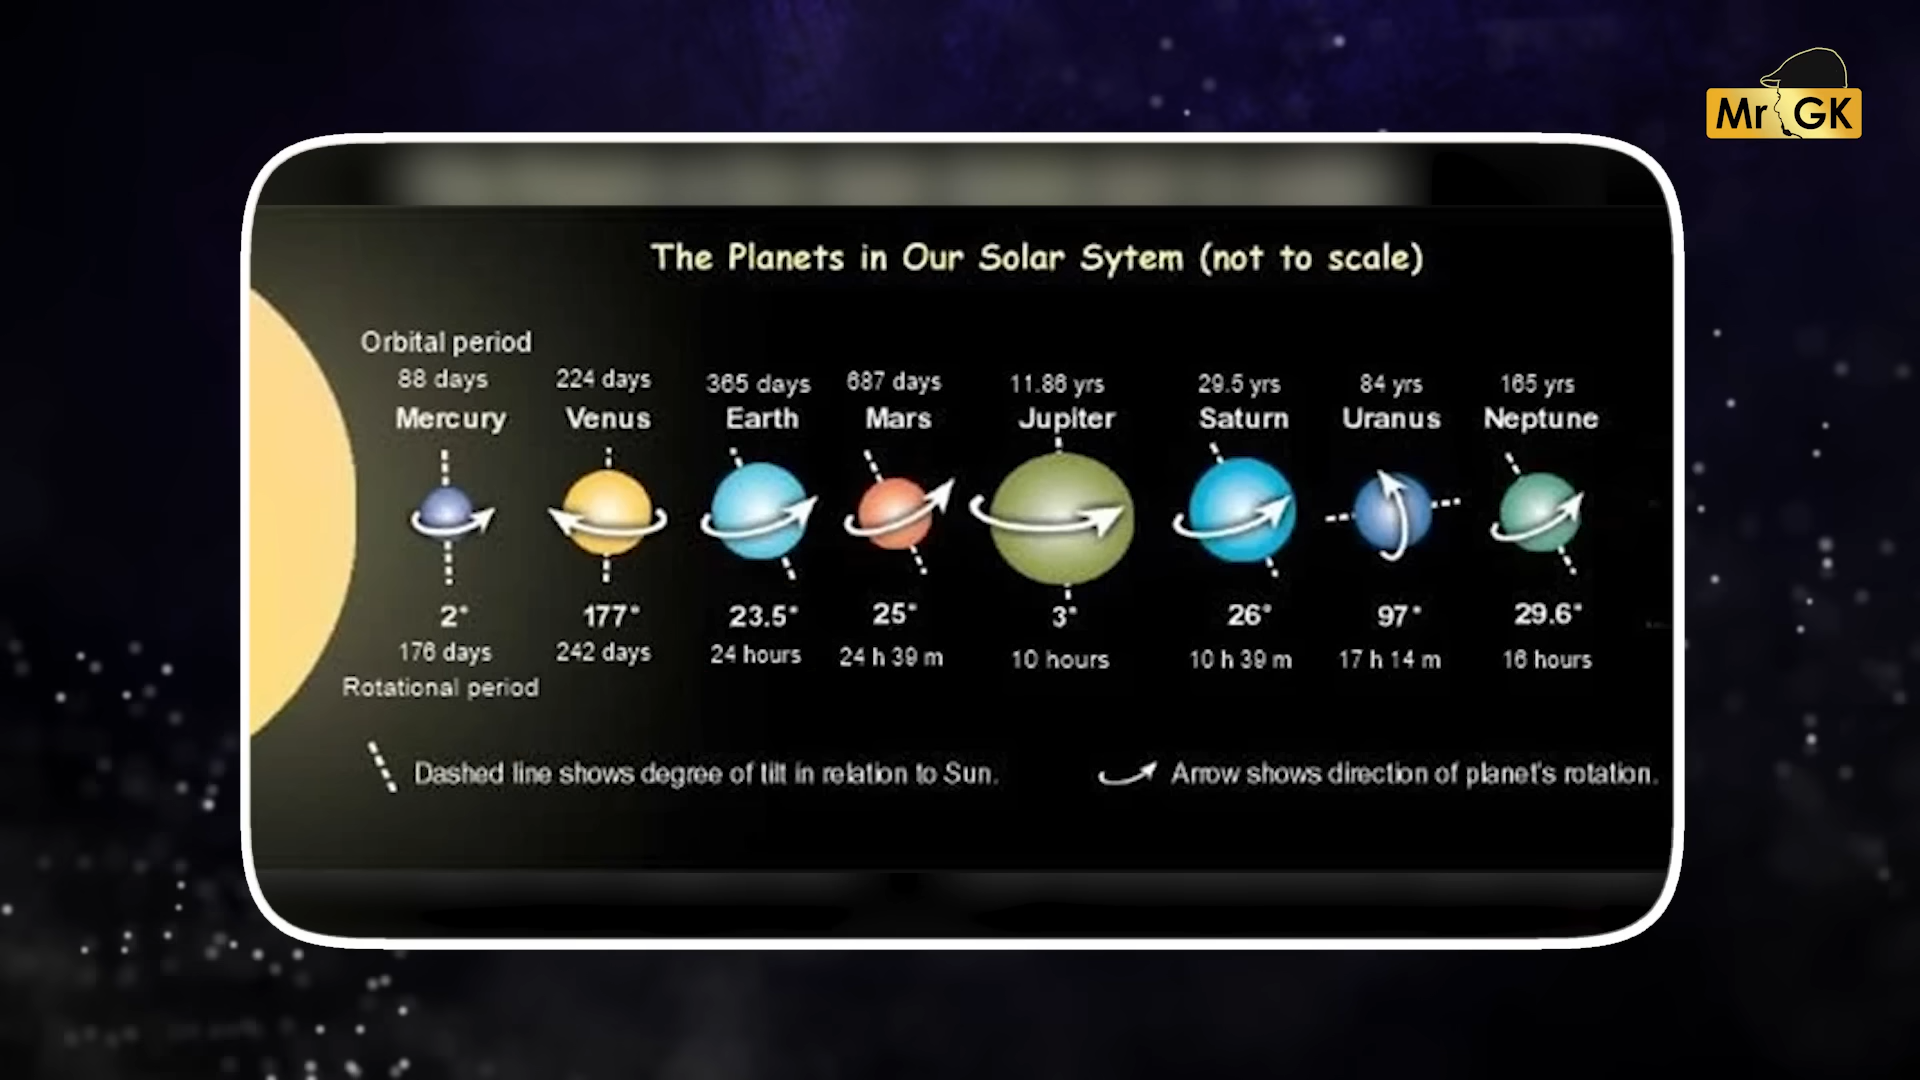 Mr GK
The Planets in Our Solar Sytem (not to scale)
Orbital period
88 days 224 days 365 days 687 days 11.86 yrs 29.5 yrs 84 yrs 165 yrs
Mercury Venus Earth Mars Jupiter Saturn Uranus Neptune
2° 177° 23.5° 25° 3° 26° 97° 29.6°
176 days 242 days 24 hours 24 h 39 m 10 hours 10 h 39 m 17 h 14 m 16 hours
Rotational period
Dashed line shows degree of tilt in relation to Sun. Arrow shows direction of planet's rotation.